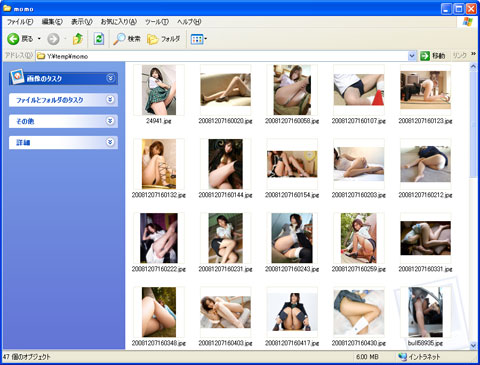 momo
ファイル(F) 編集(E) 表示(V) お気に入り(A) ツール(T) ヘルプ(H)
戻る 検索 フォルダ
アドレス(D) Y:¥temp¥momo 移動 リンク »
画像のタスク
ファイルとフォルダのタスク
その他
詳細
24941.jpg 20081207160020.jpg 20081207160058.jpg 20081207160107.jpg 20081207160123.jpg
20081207160132.jpg 20081207160144.jpg 20081207160154.jpg 20081207160203.jpg 20081207160212.jpg
20081207160222.jpg 20081207160231.jpg 20081207160243.jpg 20081207160259.jpg 20081207160331.jpg
20081207160348.jpg 20081207160403.jpg 20081207160417.jpg 20081207160430.jpg bull58935.jpg
47 個のオブジェクト 6.00 MB イントラネット